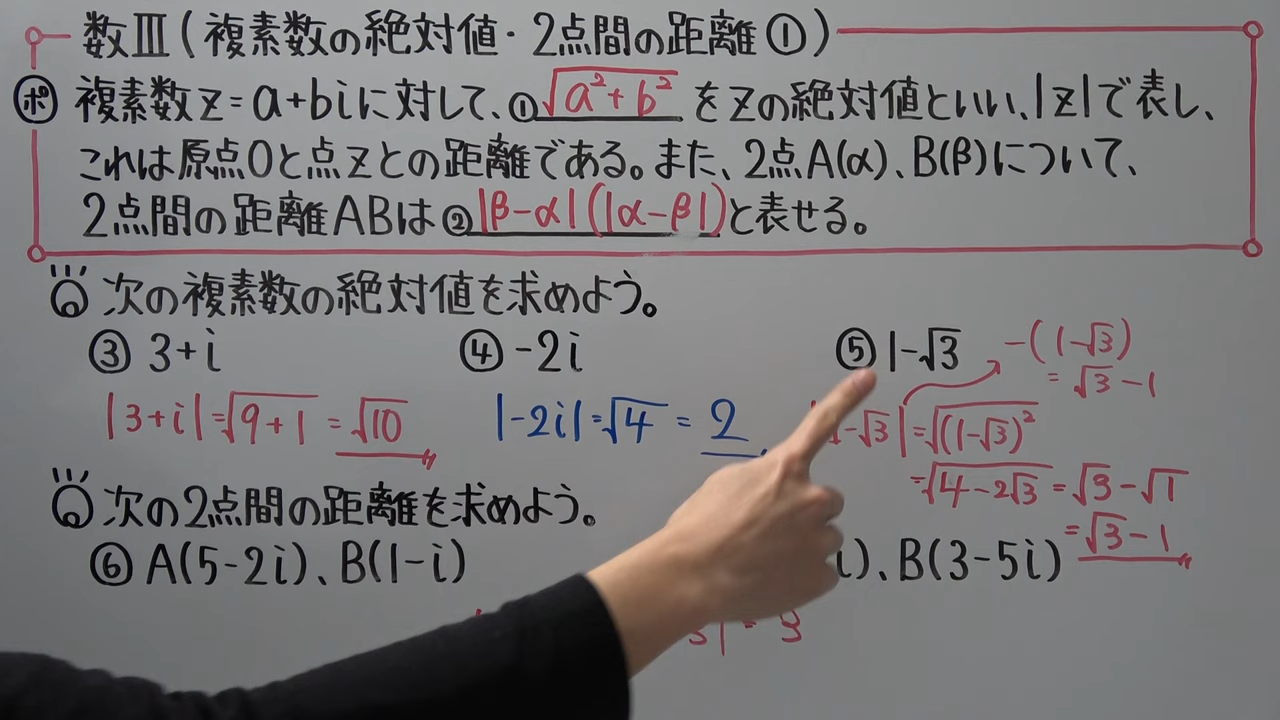 数Ⅲ(複素数の絶対値・2点間の距離①)
ポ 複素数z=a+biに対して、①√(a²+b²)をzの絶対値といい、|z|で表し、
これは原点Oと点zとの距離である。また、2点A(α)、B(β)について、
2点間の距離ABは②|β-α|(|α-β|)と表せる。
Q 次の複素数の絶対値を求めよう。
③ 3+i ④ -2i ⑤ 1-√3
-(1-√3)
=√3-1
|3+i|=√(9+1)=√10 |-2i|=√4=2 |1-√3|=√((1-√3)²)
=√(4-2√3)=√3-√1
=√3-1
Q 次の2点間の距離を求めよう。
⑥ A(5-2i)、B(1-i) i)、B(3-5i)
3|=3